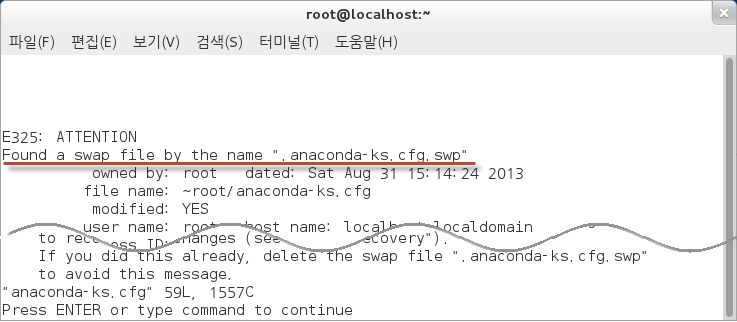 root@localhost:~
파일(F) 편집(E) 보기(V) 검색(S) 터미널(T) 도움말(H)
E325: ATTENTION
Found a swap file by the name ".anaconda-ks.cfg.swp"
owned by: root dated: Sat Aug 31 15:14:24 2013
file name: ~root/anaconda-ks.cfg
modified: YES
user name: root host name: localhost.localdomain
to changes (see ecovery").
If you did this already, delete the swap file ".anaconda-ks.cfg.swp"
to avoid this message.
"anaconda-ks.cfg" 59L, 1557C
Press ENTER or type command to continue